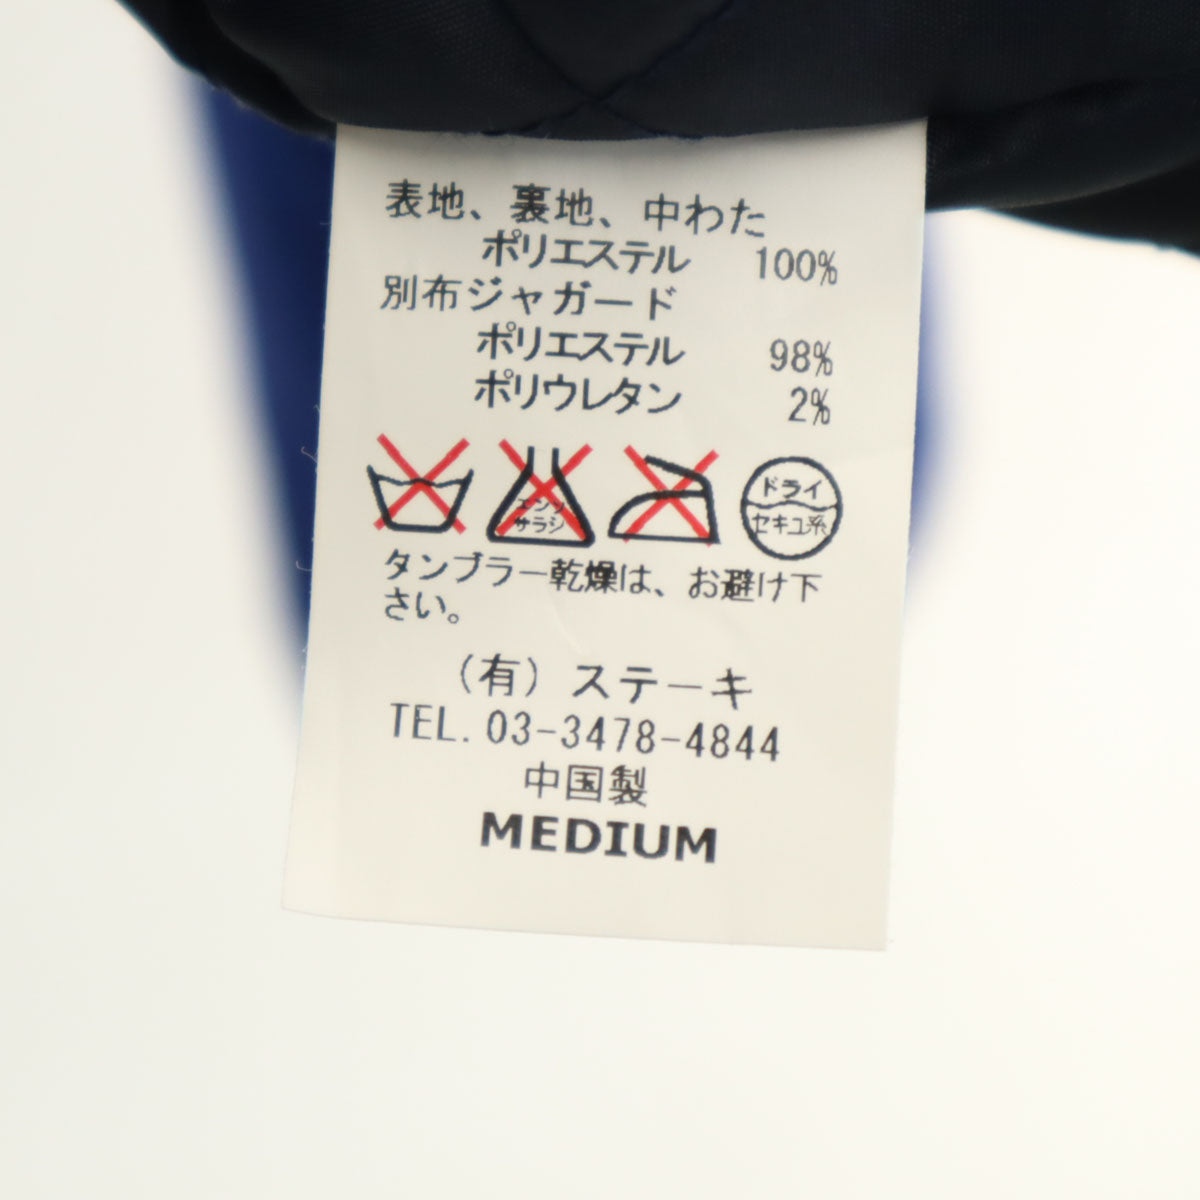 表地、裏地、中わた
ポリエステル 100%
別布ジャガード
ポリエステル 98%
ポリウレタン 2%
エンソ
サラシ
ドライ
セキユ系
タンブラー乾燥は、お避け下
さい。
(有) ステーキ
TEL. 03-3478-4844
中国製
MEDIUM